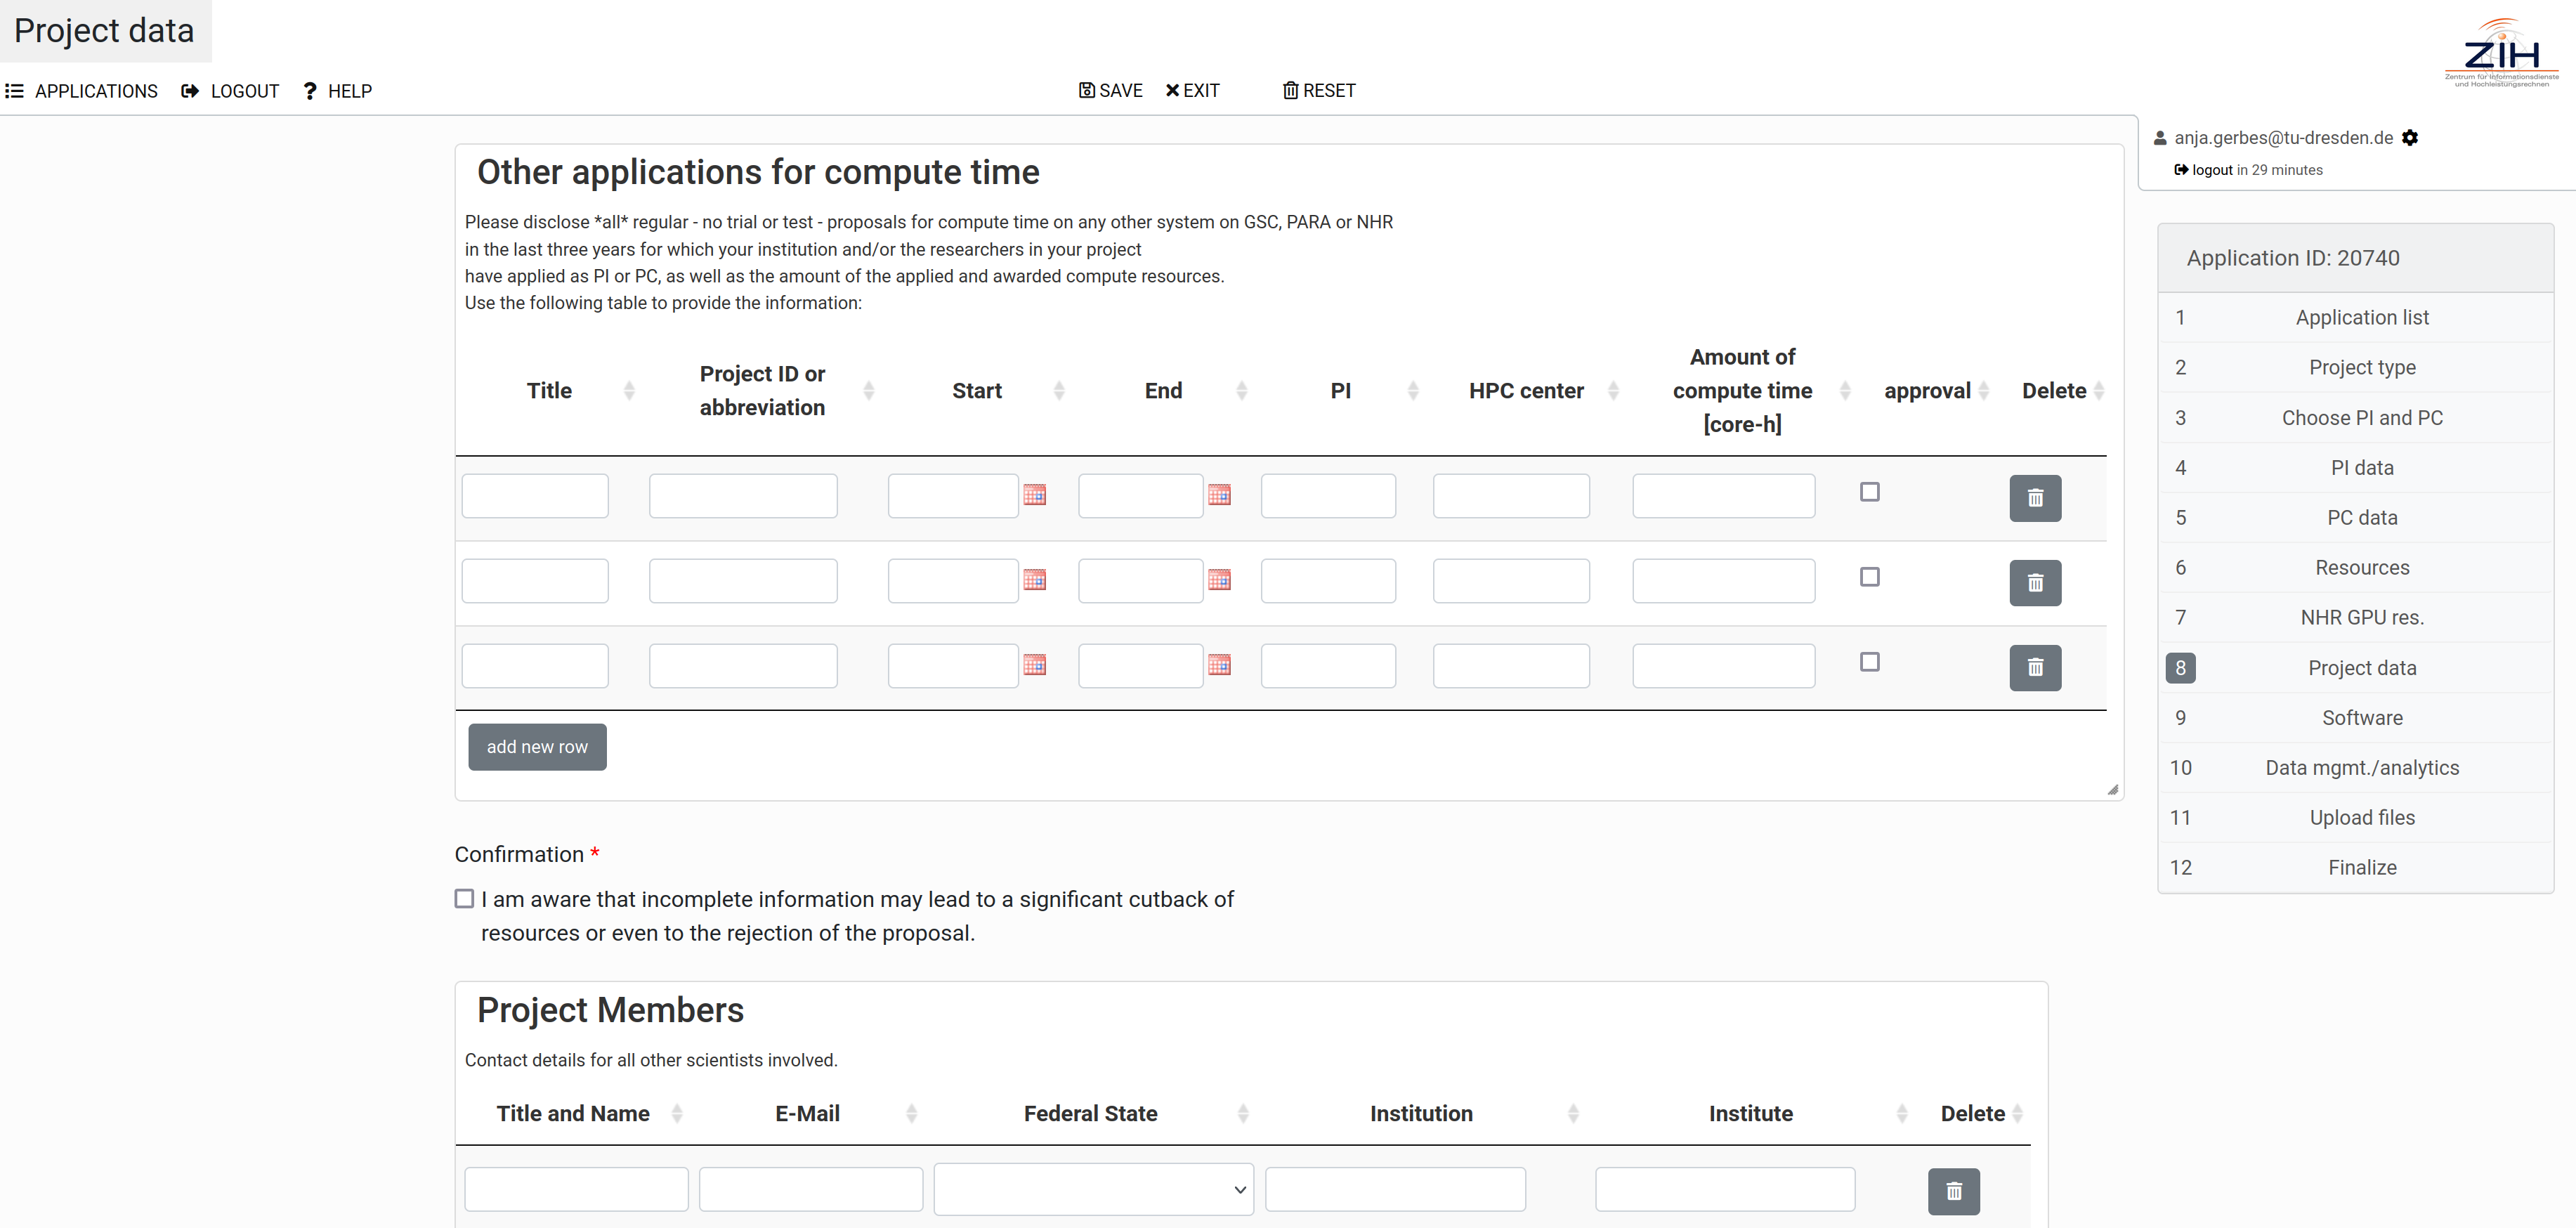 Project data
APPLICATIONS LOGOUT ? HELP SAVE EXIT RESET
ZIH
Zentrum für Informationsdienste
und Hochleistungsrechnen
anja.gerbes@tu-dresden.de
logout in 29 minutes
Other applications for compute time
Please disclose *all* regular - no trial or test - proposals for compute time on any other system on GSC, PARA or NHR
in the last three years for which your institution and/or the researchers in your project
have applied as PI or PC, as well as the amount of the applied and awarded compute resources.
Use the following table to provide the information:
Title
Project ID or
abbreviation
Start
End
PI
HPC center
Amount of
compute time
[core-h]
approval
Delete
add new row
Confirmation *
I am aware that incomplete information may lead to a significant cutback of
resources or even to the rejection of the proposal.
Project Members
Contact details for all other scientists involved.
Title and Name E-Mail Federal State Institution Institute Delete
Application ID: 20740
1 Application list
2 Project type
3 Choose PI and PC
4 PI data
5 PC data
6 Resources
7 NHR GPU res.
8 Project data
9 Software
10 Data mgmt./analytics
11 Upload files
12 Finalize